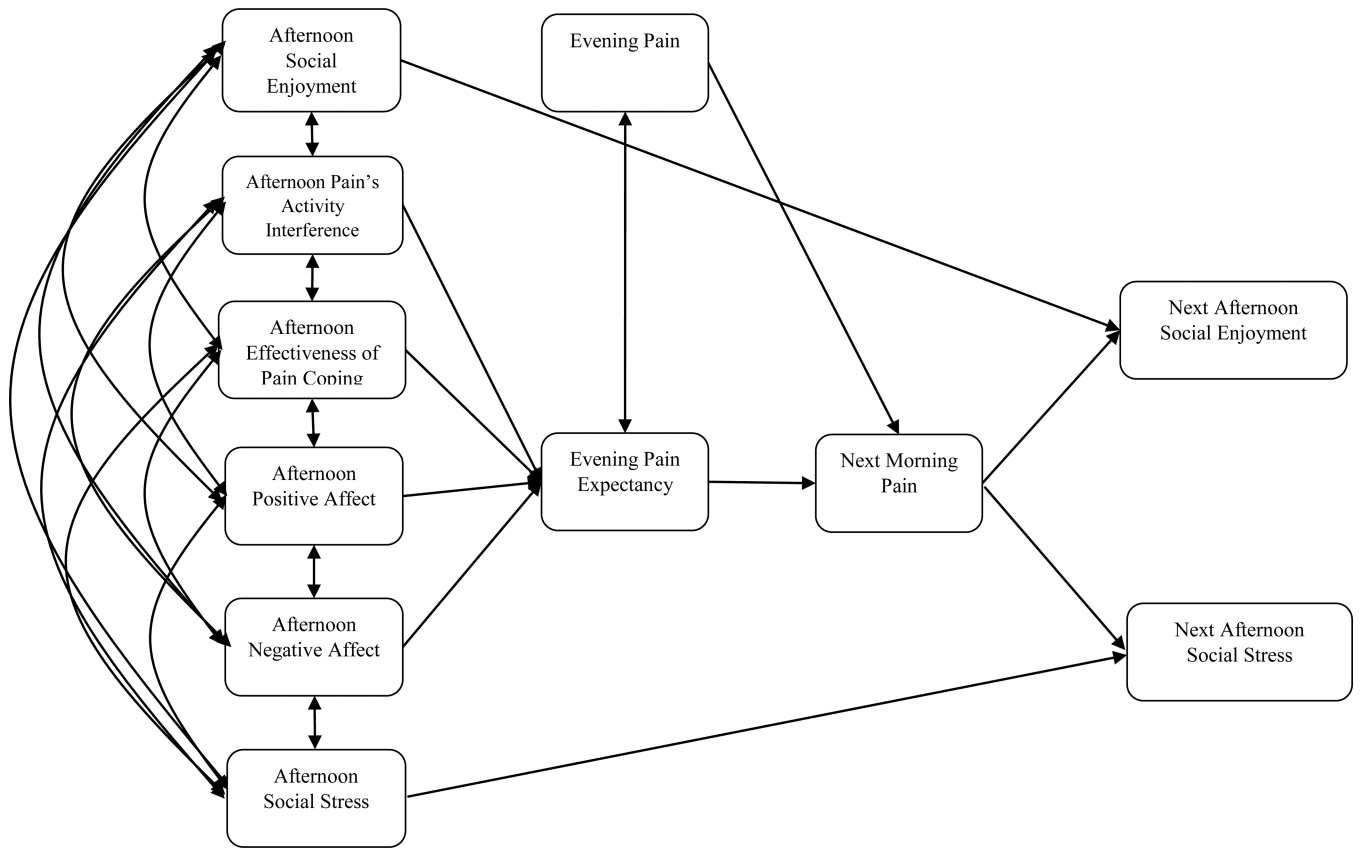 Afternoon
Social
Enjoyment
Evening Pain
Afternoon Pain's
Activity
Interference
Next Afternoon
Social Enjoyment
Afternoon
Effectiveness of
Pain Coping
Afternoon
Positive Affect
Evening Pain
Expectancy
Next Morning
Pain
Afternoon
Negative Affect
Next Afternoon
Social Stress
Afternoon
Social Stress